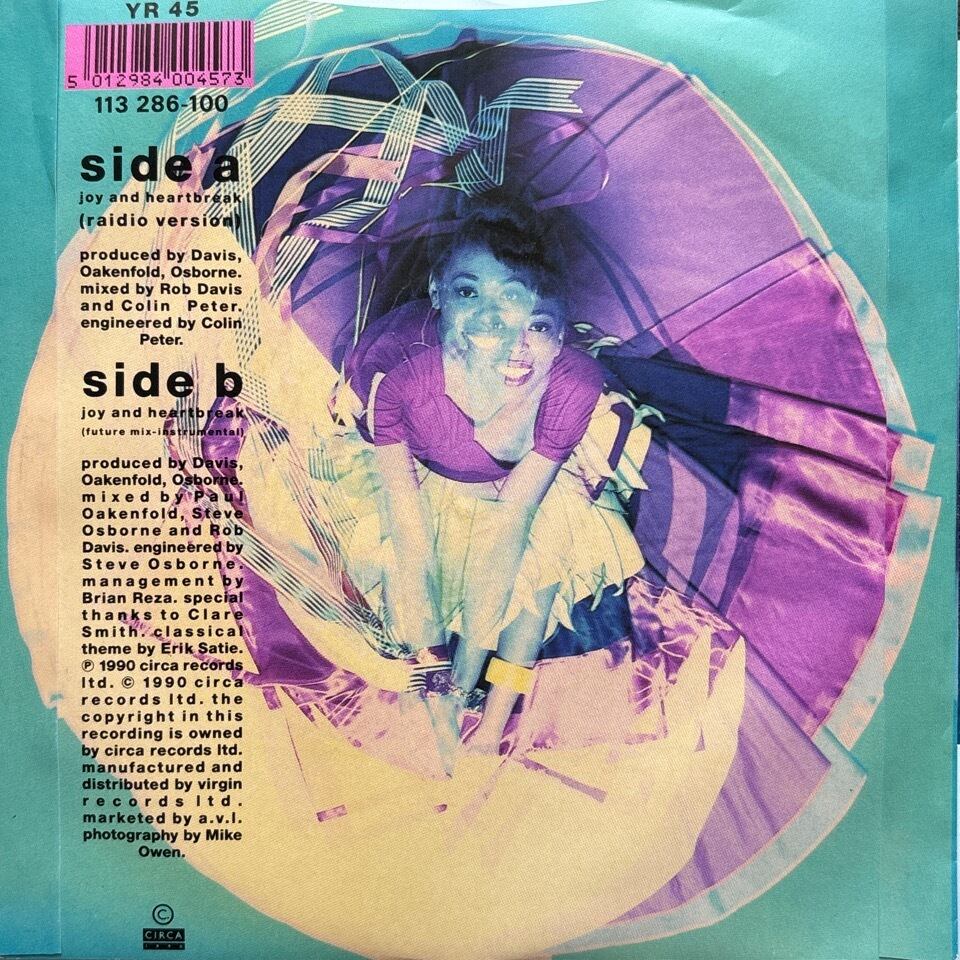 YR 45
5 012984 004573
113 286-100
side a
joy and heartbreak
(raidio version)
produced by Davis,
Oakenfold, Osborne.
mixed by Rob Davis
and Colin Peter.
engineered by Colin
Peter.
side b
joy and heartbreak
(future mix-instrumental)
produced by Davis,
Oakenfold, Osborne.
mixed by Paul
Oakenfold, Steve
Osborne and Rob
Davis. engineered by
Steve Osborne.
management by
Brian Reza. special
thanks to Clare
Smith. classical
theme by Erik Satie.
℗ 1990 circa records
ltd. © 1990 circa
records ltd. the
copyright in this
recording is owned
by circa records ltd.
manufactured and
distributed by virgin
records ltd.
marketed by a.v.l.
photography by Mike
Owen.
©
CIRCA
1990